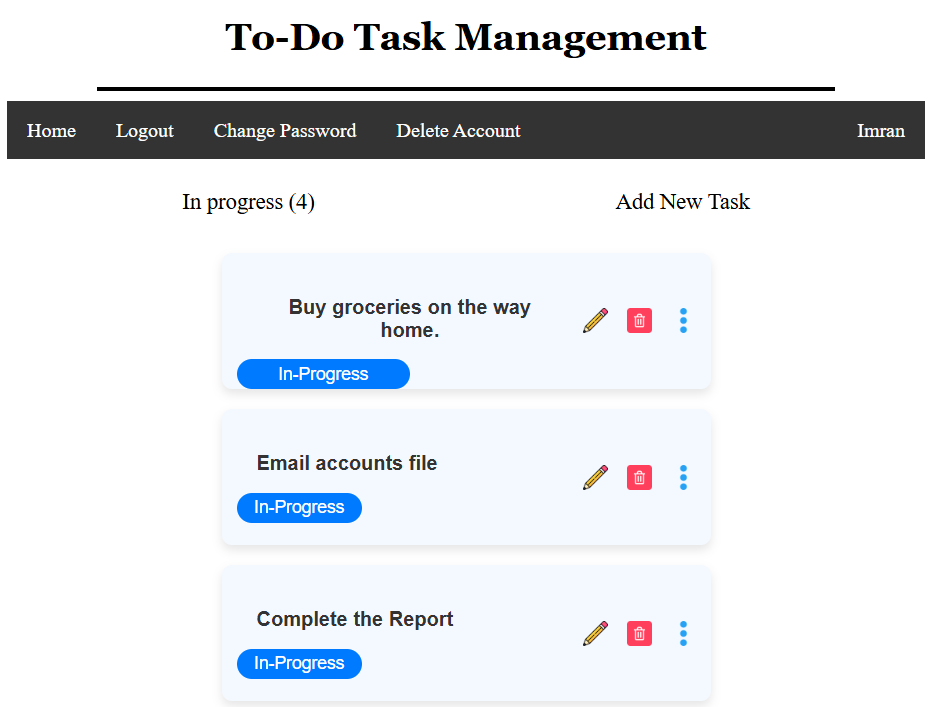 To-Do Task Management
Home Logout Change Password Delete Account Imran
In progress (4) Add New Task
Buy groceries on the way
home.
In-Progress
Email accounts file
In-Progress
Complete the Report
In-Progress